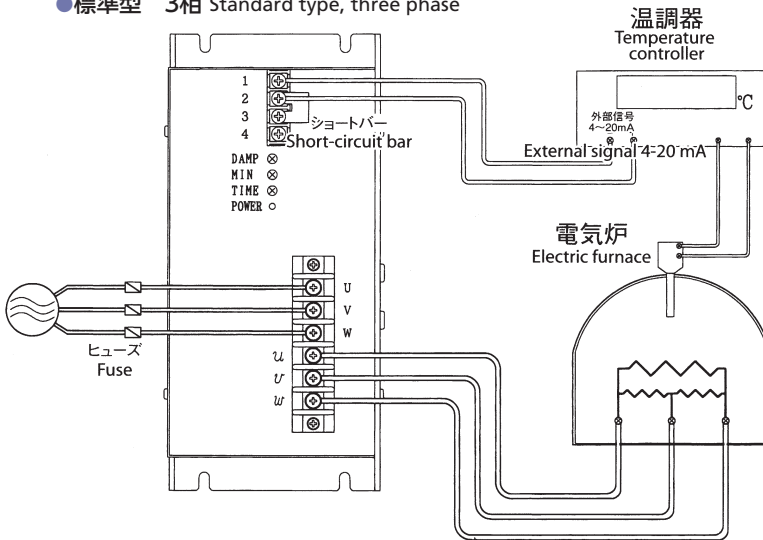 ●標準型 3相 Standard type, three phase
温調器
Temperature
controller
℃
外部信号
4～20mA
External signal 4-20 mA
1
2
3
4
ショートバー
Short-circuit bar
DAMP
MIN
TIME
POWER
電気炉
Electric furnace
U
V
W
ヒューズ
Fuse
u
v
w